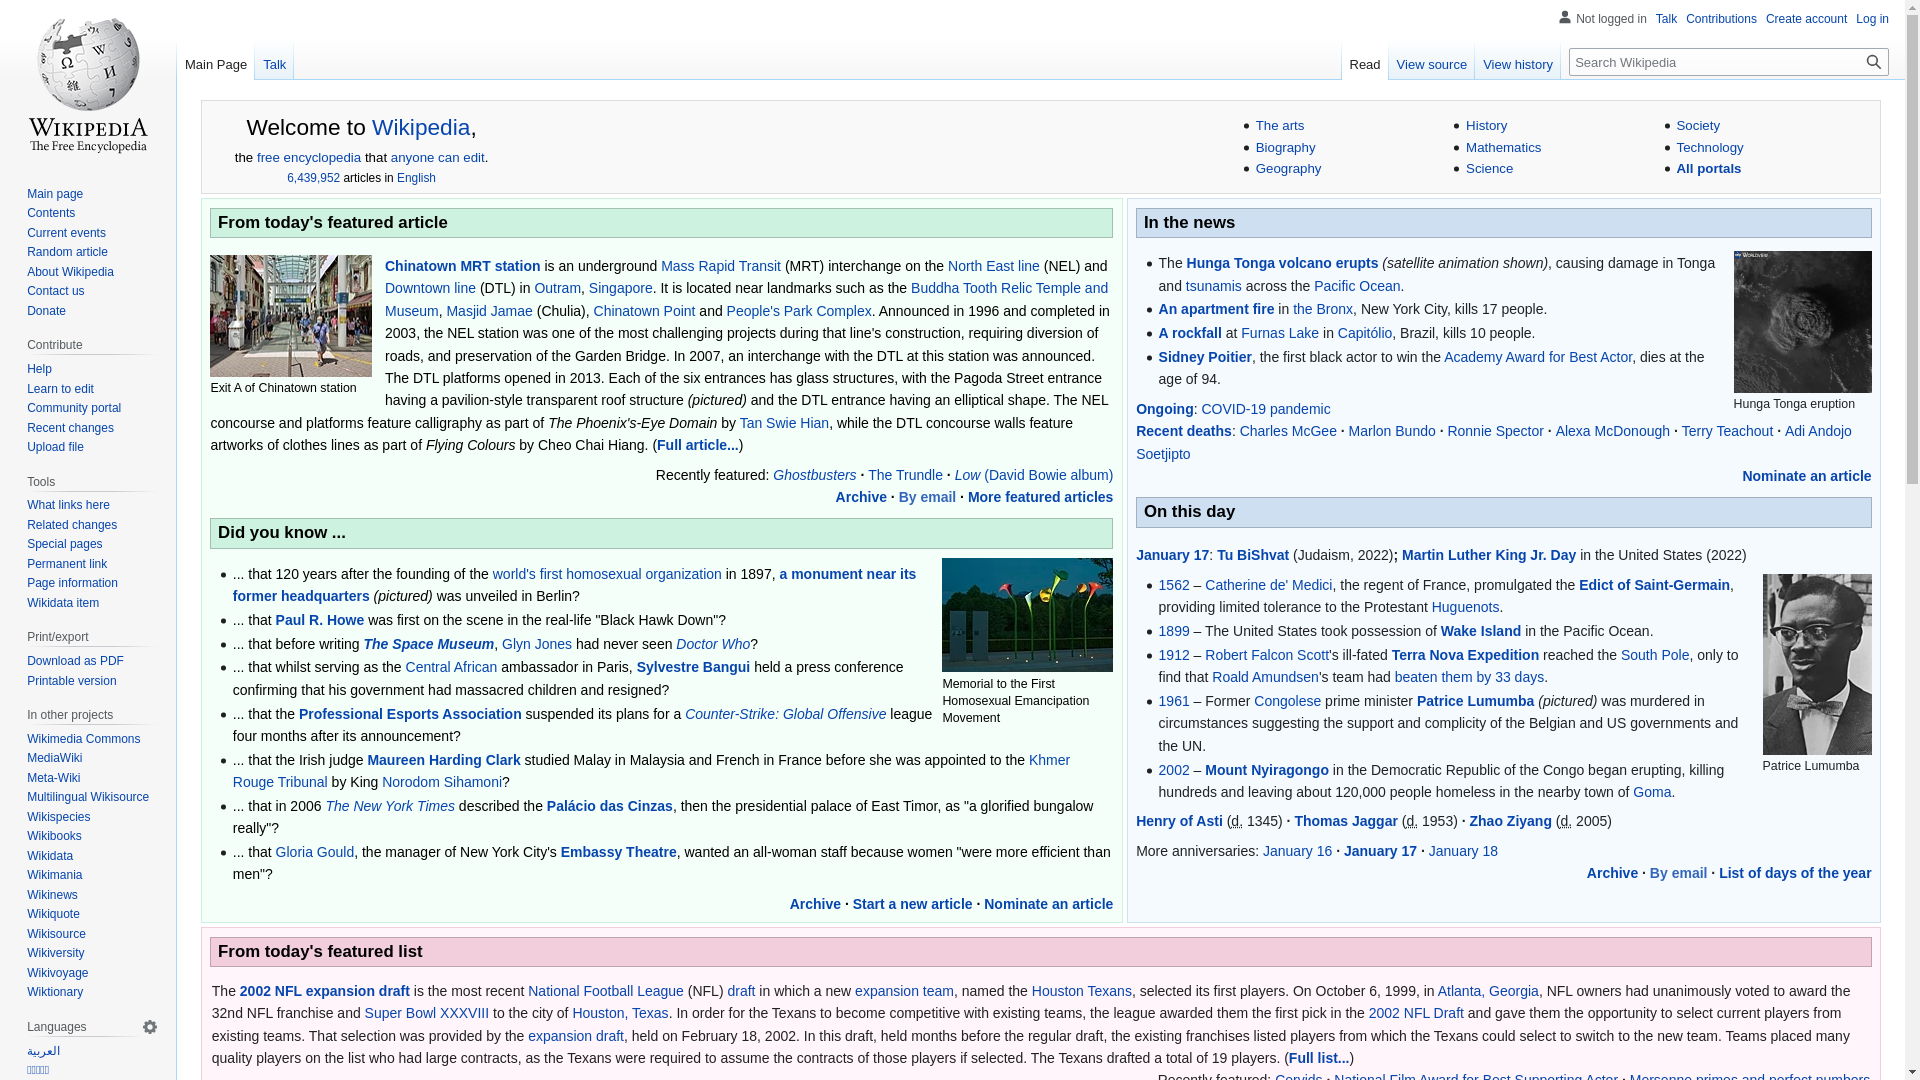 Not logged in Talk Contributions Create account Log in
Main Page Talk Read View source View history Search Wikipedia
WIKIPEDIA
The Free Encyclopedia
Main page
Contents
Current events
Random article
About Wikipedia
Contact us
Donate
Contribute
Help
Learn to edit
Community portal
Recent changes
Upload file
Tools
What links here
Related changes
Special pages
Permanent link
Page information
Wikidata item
Print/export
Download as PDF
Printable version
In other projects
Wikimedia Commons
MediaWiki
Meta-Wiki
Multilingual Wikisource
Wikispecies
Wikibooks
Wikidata
Wikimania
Wikinews
Wikiquote
Wikisource
Wikiversity
Wikivoyage
Wiktionary
Languages
العربية
Welcome to Wikipedia,
the free encyclopedia that anyone can edit.
6,439,952 articles in English
The arts
Biography
Geography
History
Mathematics
Science
Society
Technology
All portals
From today's featured article
Exit A of Chinatown station
Chinatown MRT station is an underground Mass Rapid Transit (MRT) interchange on the North East line (NEL) and
Downtown line (DTL) in Outram, Singapore. It is located near landmarks such as the Buddha Tooth Relic Temple and
Museum, Masjid Jamae (Chulia), Chinatown Point and People's Park Complex. Announced in 1996 and completed in
2003, the NEL station was one of the most challenging projects during that line's construction, requiring diversion of
roads, and preservation of the Garden Bridge. In 2007, an interchange with the DTL at this station was announced.
The DTL platforms opened in 2013. Each of the six entrances has glass structures, with the Pagoda Street entrance
having a pavilion-style transparent roof structure (pictured) and the DTL entrance having an elliptical shape. The NEL
concourse and platforms feature calligraphy as part of The Phoenix's-Eye Domain by Tan Swie Hian, while the DTL concourse walls feature
artworks of clothes lines as part of Flying Colours by Cheo Chai Hiang. (Full article...)
Recently featured: Ghostbusters · The Trundle · Low (David Bowie album)
Archive · By email · More featured articles
Did you know ...
Memorial to the First
Homosexual Emancipation
Movement
... that 120 years after the founding of the world's first homosexual organization in 1897, a monument near its
former headquarters (pictured) was unveiled in Berlin?
... that Paul R. Howe was first on the scene in the real-life "Black Hawk Down"?
... that before writing The Space Museum, Glyn Jones had never seen Doctor Who?
... that whilst serving as the Central African ambassador in Paris, Sylvestre Bangui held a press conference
confirming that his government had massacred children and resigned?
... that the Professional Esports Association suspended its plans for a Counter-Strike: Global Offensive league
four months after its announcement?
... that the Irish judge Maureen Harding Clark studied Malay in Malaysia and French in France before she was appointed to the Khmer
Rouge Tribunal by King Norodom Sihamoni?
... that in 2006 The New York Times described the Palácio das Cinzas, then the presidential palace of East Timor, as "a glorified bungalow
really"?
... that Gloria Gould, the manager of New York City's Embassy Theatre, wanted an all-woman staff because women "were more efficient than
men"?
Archive · Start a new article · Nominate an article
In the news
Hunga Tonga eruption
The Hunga Tonga volcano erupts (satellite animation shown), causing damage in Tonga
and tsunamis across the Pacific Ocean.
An apartment fire in the Bronx, New York City, kills 17 people.
A rockfall at Furnas Lake in Capitólio, Brazil, kills 10 people.
Sidney Poitier, the first black actor to win the Academy Award for Best Actor, dies at the
age of 94.
Ongoing: COVID-19 pandemic
Recent deaths: Charles McGee · Marlon Bundo · Ronnie Spector · Alexa McDonough · Terry Teachout · Adi Andojo
Soetjipto
Nominate an article
On this day
January 17: Tu BiShvat (Judaism, 2022); Martin Luther King Jr. Day in the United States (2022)
Patrice Lumumba
1562 – Catherine de' Medici, the regent of France, promulgated the Edict of Saint-Germain,
providing limited tolerance to the Protestant Huguenots.
1899 – The United States took possession of Wake Island in the Pacific Ocean.
1912 – Robert Falcon Scott's ill-fated Terra Nova Expedition reached the South Pole, only to
find that Roald Amundsen's team had beaten them by 33 days.
1961 – Former Congolese prime minister Patrice Lumumba (pictured) was murdered in
circumstances suggesting the support and complicity of the Belgian and US governments and
the UN.
2002 – Mount Nyiragongo in the Democratic Republic of the Congo began erupting, killing
hundreds and leaving about 120,000 people homeless in the nearby town of Goma.
Henry of Asti (d. 1345) · Thomas Jaggar (d. 1953) · Zhao Ziyang (d. 2005)
More anniversaries: January 16 · January 17 · January 18
Archive · By email · List of days of the year
From today's featured list
The 2002 NFL expansion draft is the most recent National Football League (NFL) draft in which a new expansion team, named the Houston Texans, selected its first players. On October 6, 1999, in Atlanta, Georgia, NFL owners had unanimously voted to award the
32nd NFL franchise and Super Bowl XXXVIII to the city of Houston, Texas. In order for the Texans to become competitive with existing teams, the league awarded them the first pick in the 2002 NFL Draft and gave them the opportunity to select current players from
existing teams. That selection was provided by the expansion draft, held on February 18, 2002. In this draft, held months before the regular draft, the existing franchises listed players from which the Texans could select to switch to the new team. Teams placed many
quality players on the list who had large contracts, as the Texans were required to assume the contracts of those players if selected. The Texans drafted a total of 19 players. (Full list...)
Recently featured: Corvids · National Film Award for Best Supporting Actor · Mersenne primes and perfect numbers